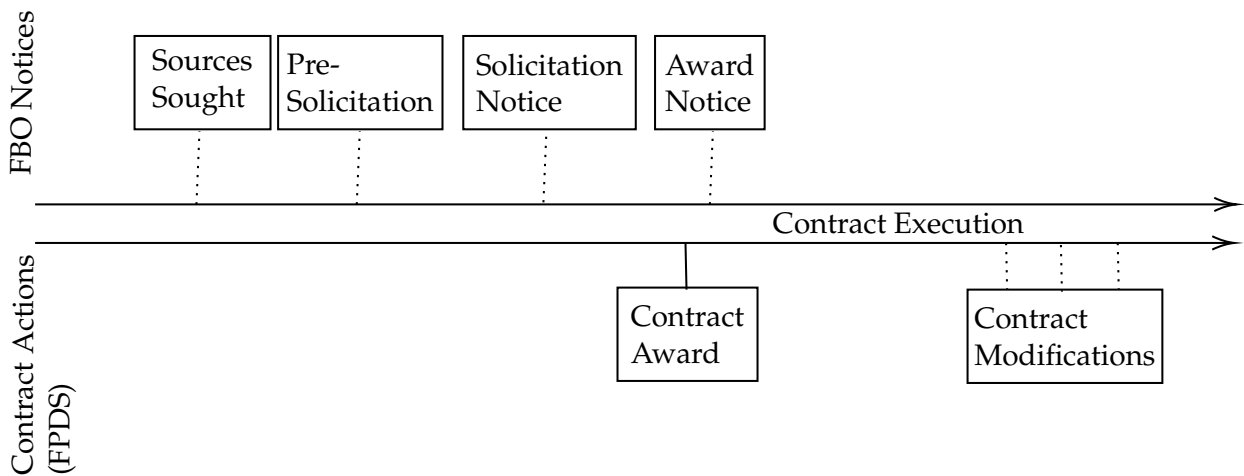 FBO Notices
Sources
Sought
Pre-
Solicitation
Solicitation
Notice
Award
Notice
Contract Execution
Contract Actions
(FPDS)
Contract
Award
Contract
Modifications